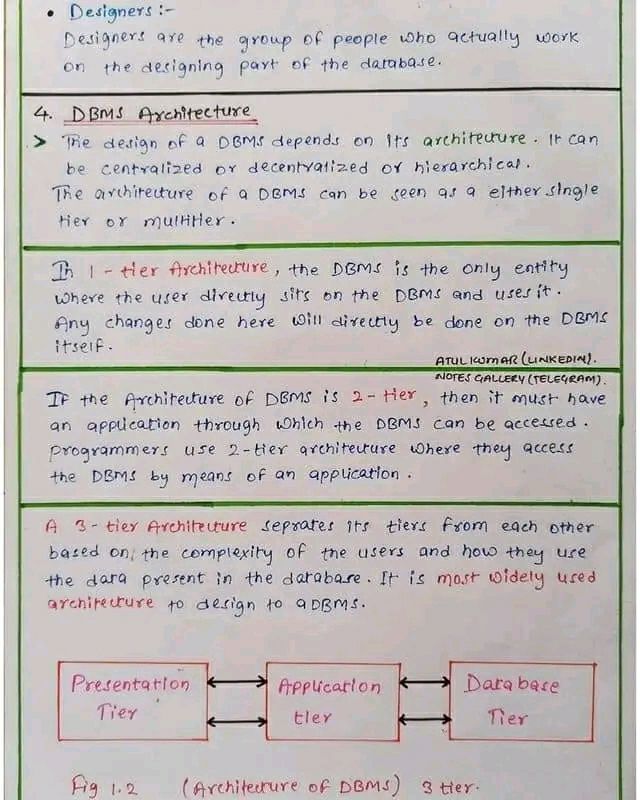 • Designers :-
Designers are the group of people who actually work
on the designing part of the database.
4. DBMS Architecture
> The design of a DBMS depends on its architecture. It can
be centralized or decentralized or hierarchical.
The architecture of a DBMS can be seen as a either single
tier or multitier.
In 1-tier Architecture, the DBMS is the only entity
where the user directly sits on the DBMS and uses it.
Any changes done here will directly be done on the DBMS
itself.
ATUL KUMAR (LINKEDIN).
NOTES GALLERY (TELEGRAM).
If the Architecture of DBMS is 2-tier, then it must have
an application through which the DBMS can be accessed.
programmers use 2-tier architecture where they access
the DBMS by means of an application.
A 3-tier Architecture seprates its tiers from each other
based on the complexity of the users and how they use
the data present in the database. It is most widely used
architecture to design to a DBMS.
Presentation Application Database
Tier tier Tier
Fig 1.2 (Architecture of DBMS) 3 tier.